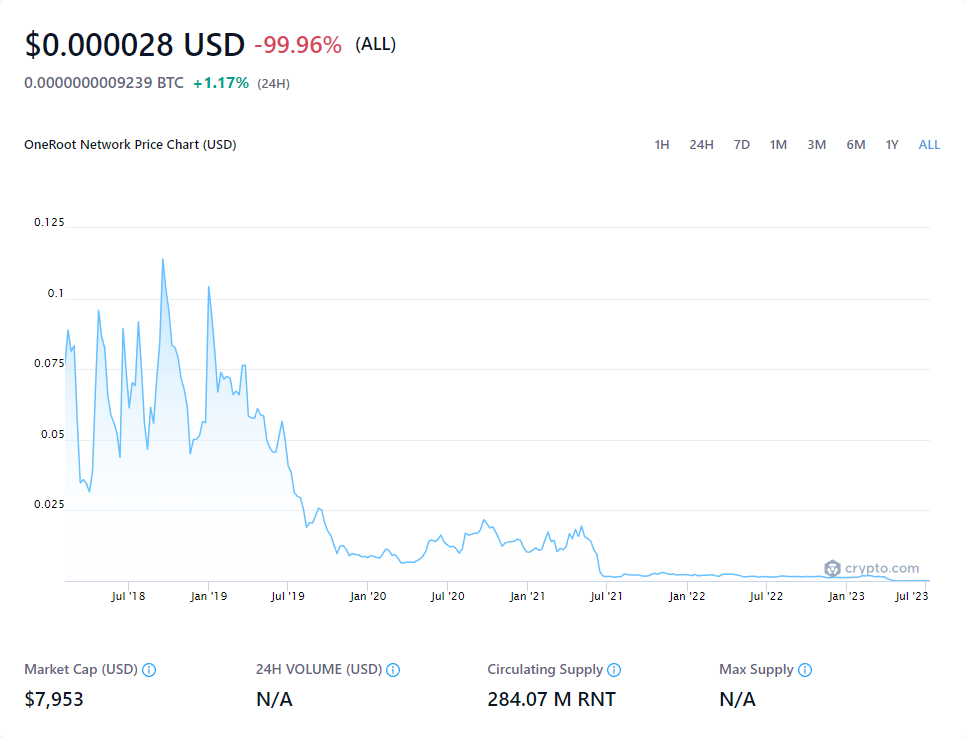 $0.000028 USD -99.96% (ALL)
0.0000000009239 BTC +1.17% (24H)
OneRoot Network Price Chart (USD) 1H 24H 7D 1M 3M 6M 1Y ALL
0.125
0.1
0.075
0.05
0.025
crypto.com
Jul '18 Jan '19 Jul '19 Jan '20 Jul '20 Jan '21 Jul '21 Jan '22 Jul '22 Jan '23 Jul '23
Market Cap (USD) 24H VOLUME (USD) Circulating Supply Max Supply
$7,953 N/A 284.07 M RNT N/A